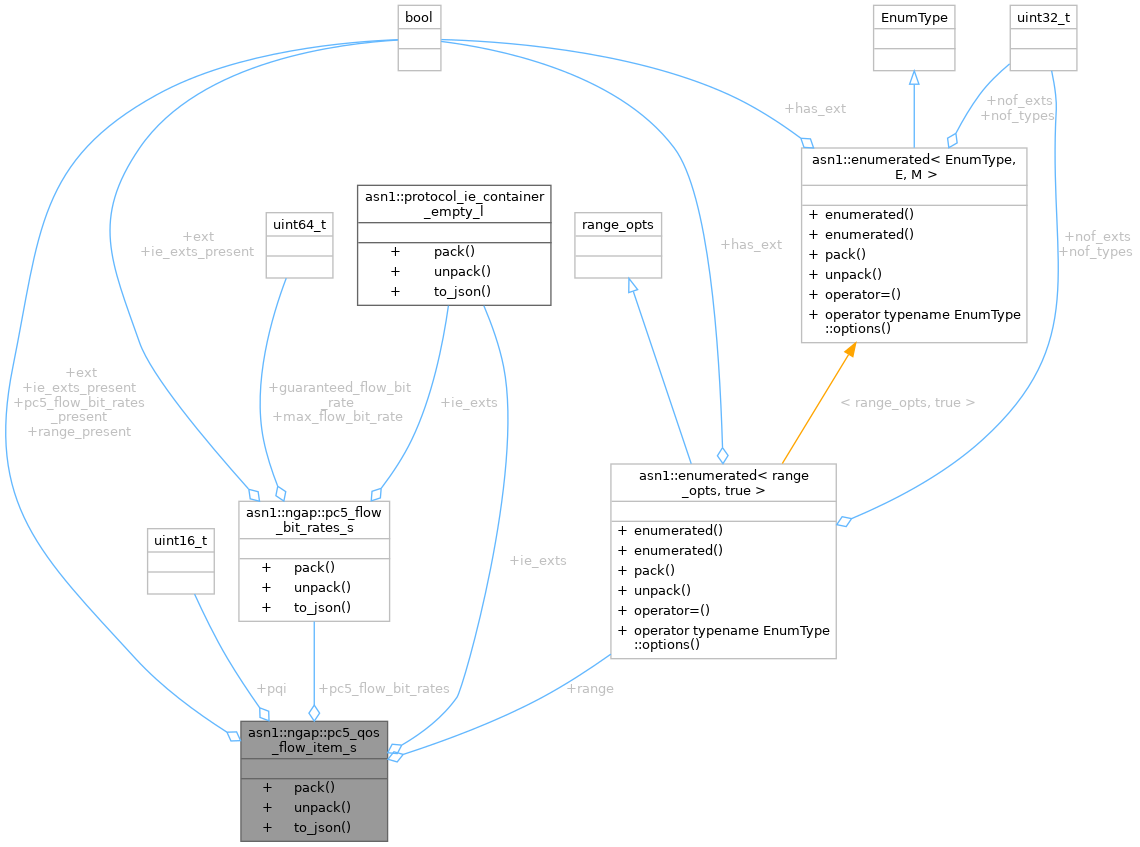 bool
EnumType
uint32_t
+has_ext
+nof_exts
+nof_types
asn1::enumerated< EnumType,
E, M >
+ enumerated()
+ enumerated()
+ pack()
+ unpack()
+ operator=()
+ operator typename EnumType
::options()
asn1::protocol_ie_container
_empty_l
+ pack()
+ unpack()
+ to_json()
uint64_t
range_opts
+ext
+ie_exts_present
+has_ext
+nof_exts
+nof_types
+ext
+ie_exts_present
+pc5_flow_bit_rates
_present
+range_present
+guaranteed_flow_bit
_rate
+max_flow_bit_rate
+ie_exts
< range_opts, true >
asn1::enumerated< range
_opts, true >
+ enumerated()
+ enumerated()
+ pack()
+ unpack()
+ operator=()
+ operator typename EnumType
::options()
asn1::ngap::pc5_flow
_bit_rates_s
+ pack()
+ unpack()
+ to_json()
uint16_t
+ie_exts
+pqi
+pc5_flow_bit_rates
+range
asn1::ngap::pc5_qos
_flow_item_s
+ pack()
+ unpack()
+ to_json()